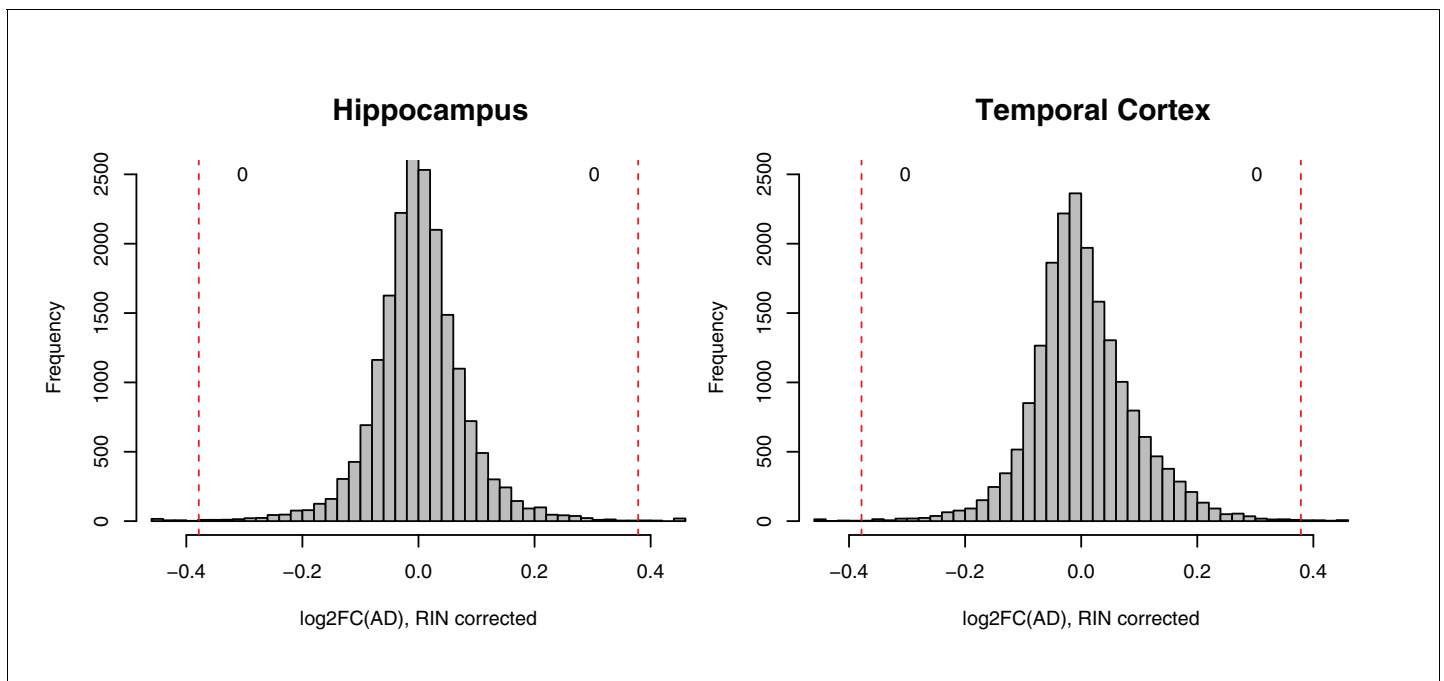 Hippocampus
0 0
2500
2000
1500
1000
500
0
Frequency
−0.4 −0.2 0.0 0.2 0.4
log2FC(AD), RIN corrected
Temporal Cortex
0 0
2500
2000
1500
1000
500
0
Frequency
−0.4 −0.2 0.0 0.2 0.4
log2FC(AD), RIN corrected